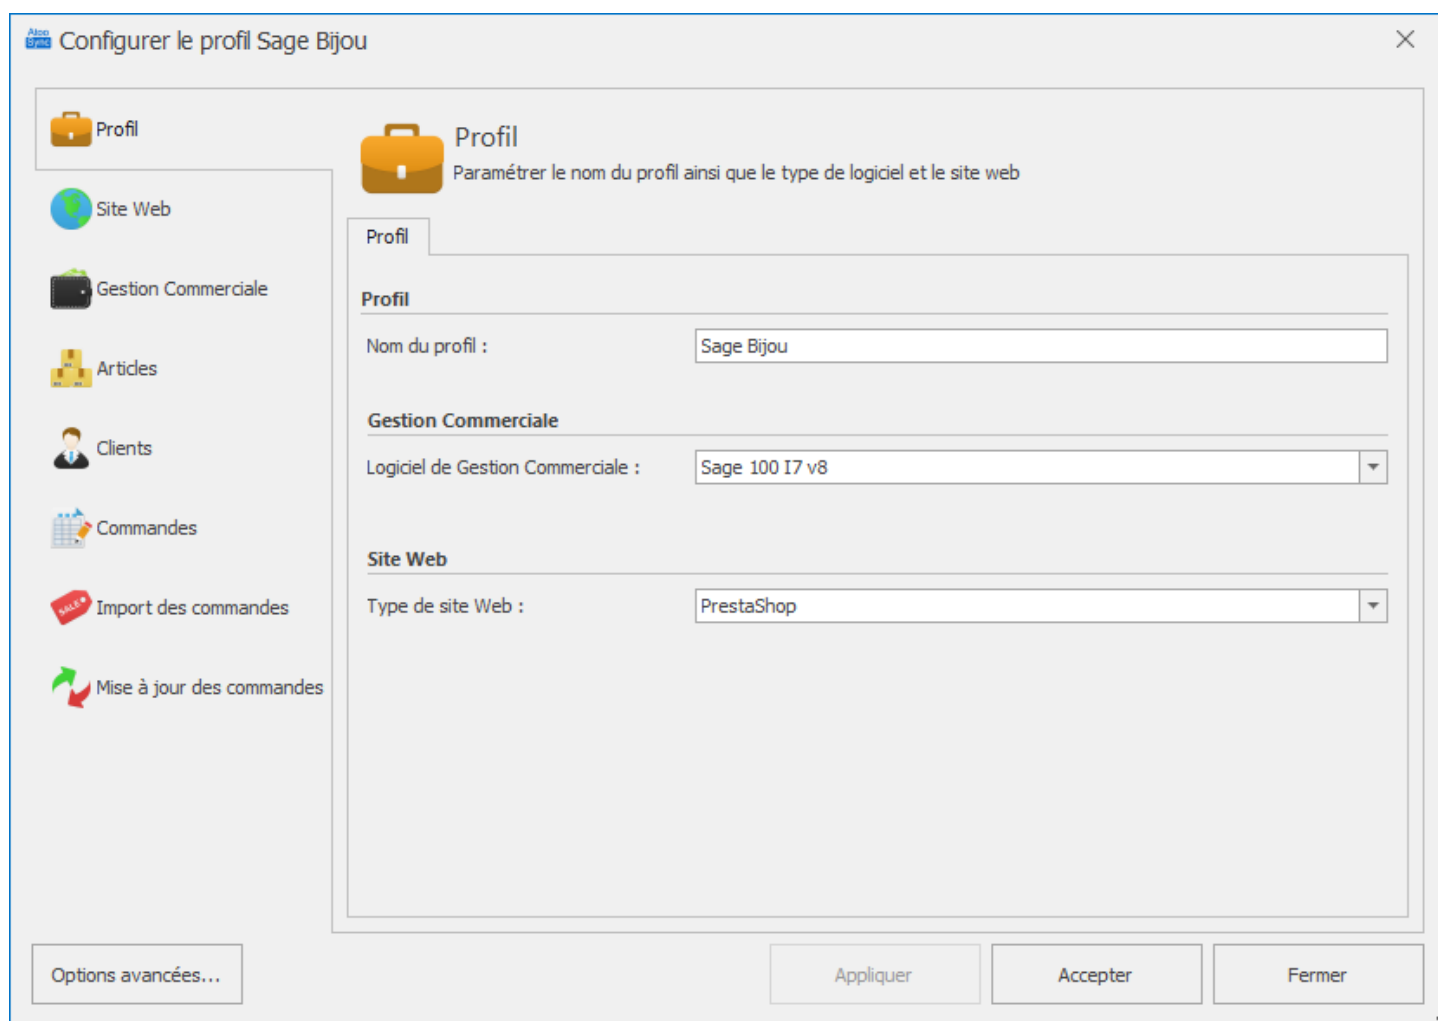 Configurer le profil Sage Bijou
Profil
Site Web
Gestion Commerciale
Articles
Clients
Commandes
SALE
Import des commandes
Mise à jour des commandes
Profil
Paramétrer le nom du profil ainsi que le type de logiciel et le site web
Profil
Profil
Nom du profil : Sage Bijou
Gestion Commerciale
Logiciel de Gestion Commerciale : Sage 100 I7 v8
Site Web
Type de site Web : PrestaShop
Options avancées...
Appliquer
Accepter
Fermer